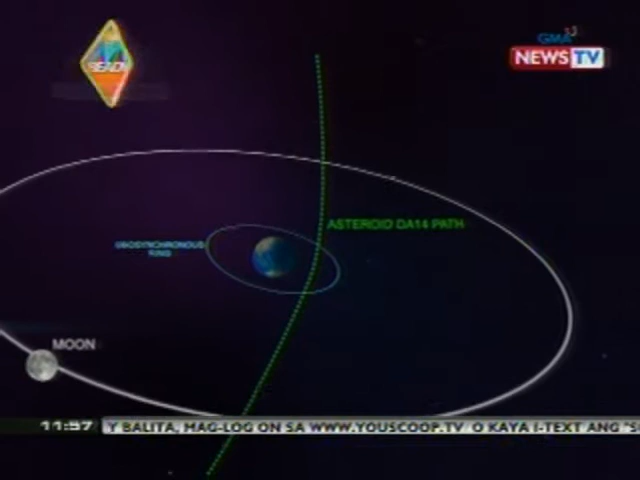 READY
GMA
NEWS TV
ASTEROID DA14 PATH
GEOSYNCHRONOUS
RING
MOON
11:57
Y BALITA, MAG-LOG ON SA WWW.YOUSCOOP.TV O KAYA I-TEXT ANG "S